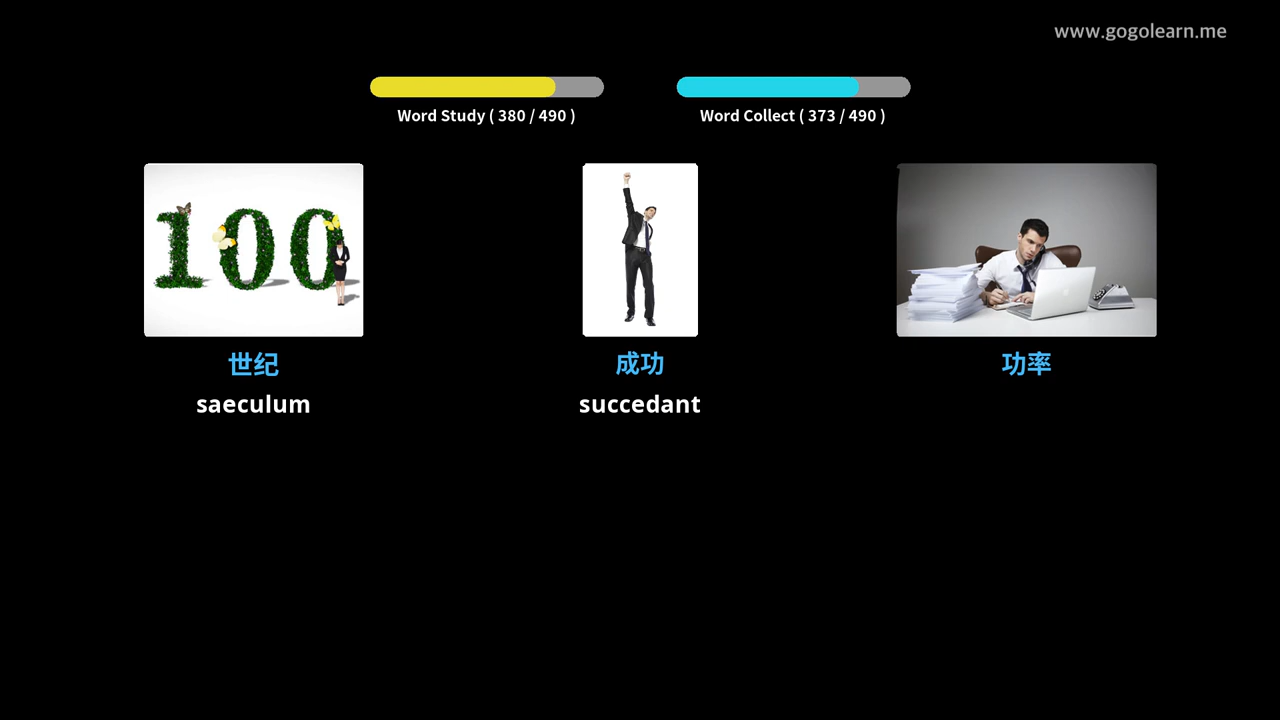 www.gogolearn.me
Word Study ( 380 / 490 )
Word Collect ( 373 / 490 )
100
世纪
成功
功率
saeculum
succedant